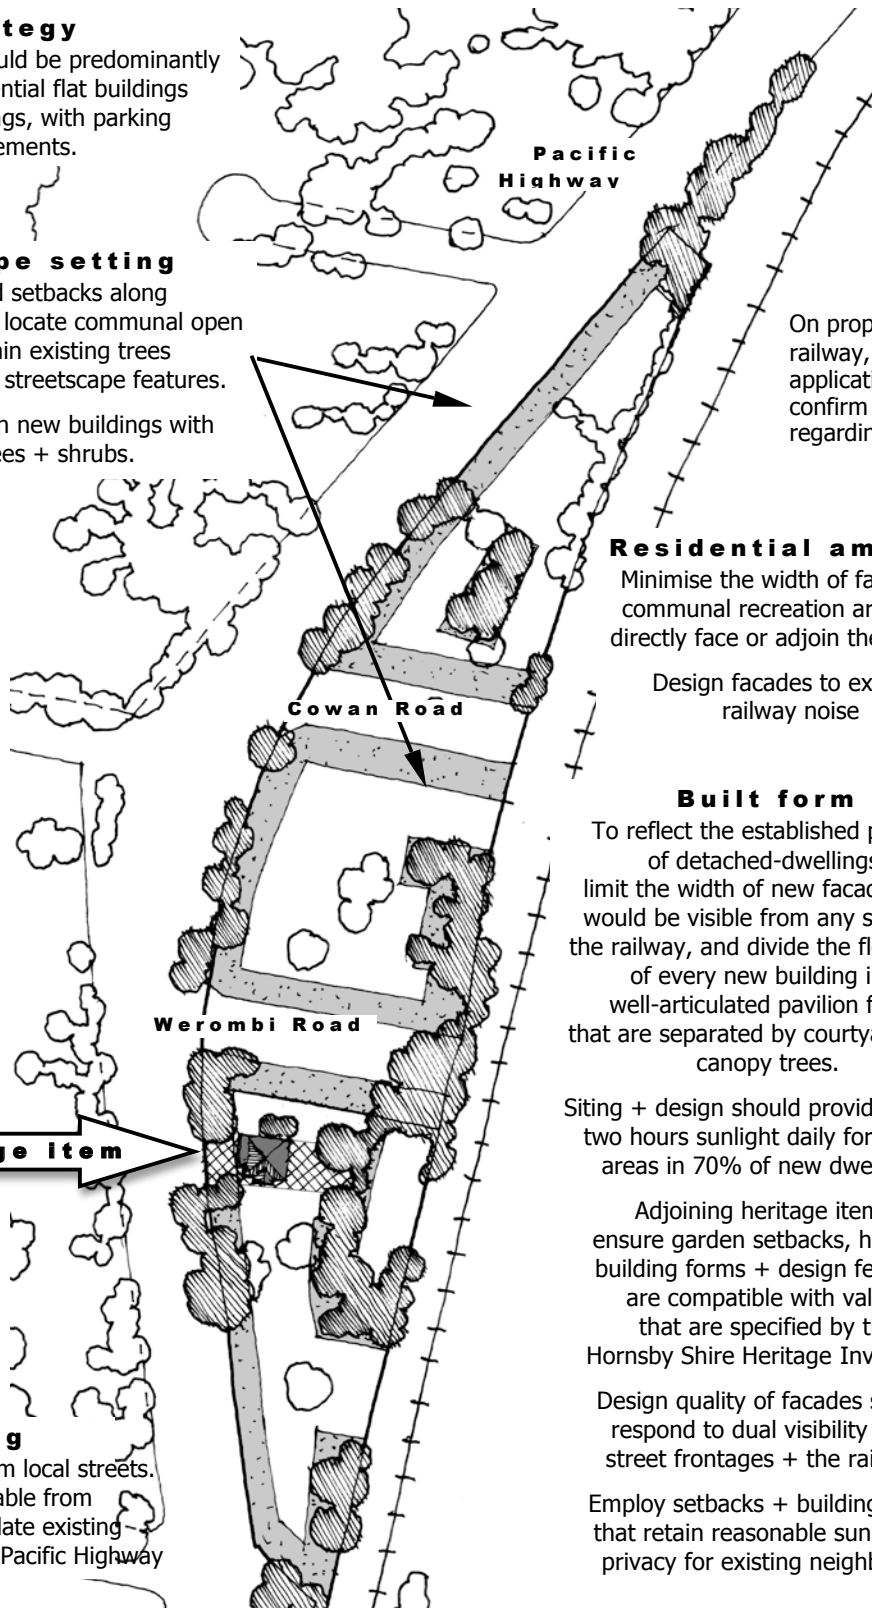 tegy
uld be predominantly
ential flat buildings
ngs, with parking
ements.
Pacific
Highway
pe setting
l setbacks along
locate communal open
ain existing trees
streetscape features.
n new buildings with
ees + shrubs.
On prop
railway,
applicati
confirm
regardin
Residential am
Minimise the width of fa
communal recreation ar
directly face or adjoin the
Design facades to ex
railway noise
Cowan Road
Built form
To reflect the established p
of detached-dwellings
limit the width of new facad
would be visible from any s
the railway, and divide the fl
of every new building i
well-articulated pavilion f
that are separated by courtya
canopy trees.
Werombi Road
Siting + design should provid
two hours sunlight daily for
areas in 70% of new dwe
ge item
Adjoining heritage item
ensure garden setbacks, h
building forms + design fe
are compatible with val
that are specified by t
Hornsby Shire Heritage Inv
Design quality of facades s
respond to dual visibility
street frontages + the rai
Employ setbacks + building
that retain reasonable sun
privacy for existing neighb
g
m local streets.
able from
late existing
Pacific Highway